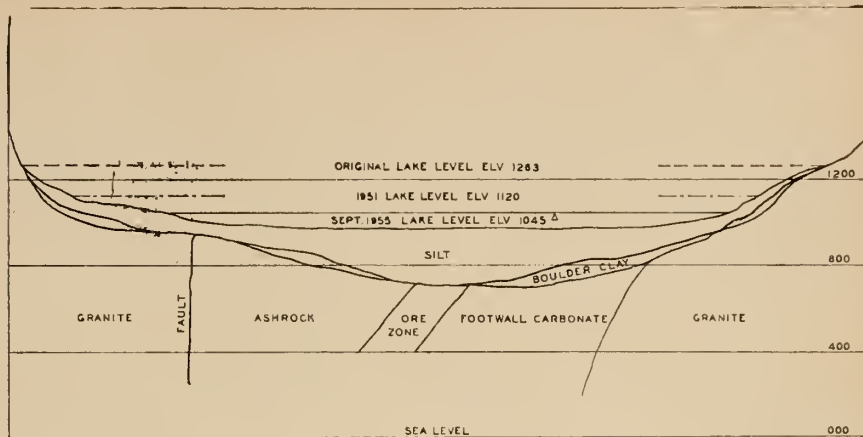 ORIGINAL LAKE LEVEL ELV 1263
1200
1951 LAKE LEVEL ELV 1120
SEPT. 1955 LAKE LEVEL ELV 1045 Δ
SILT
800
BOULDER CLAY
GRANITE
FAULT
ASHROCK
ORE
ZONE
FOOTWALL CARBONATE
GRANITE
400
SEA LEVEL
000